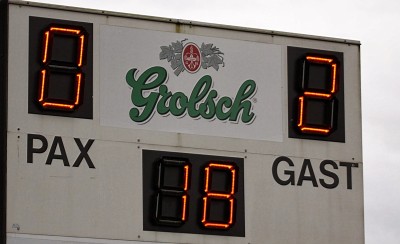 0 Grolsch 2
PAX 18 GAST